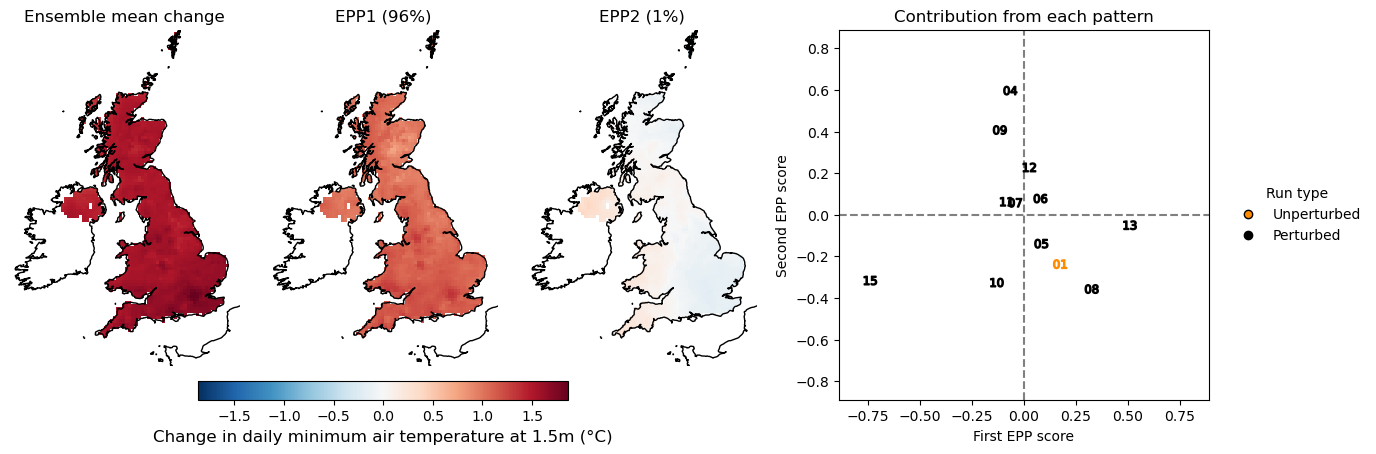 Ensemble mean change
EPP1 (96%)
EPP2 (1%)
Contribution from each pattern
−1.5 −1.0 −0.5 0.0 0.5 1.0 1.5
Change in daily minimum air temperature at 1.5m (°C)
Second EPP score
0.8
0.6
0.4
0.2
0.0
−0.2
−0.4
−0.6
−0.8
04
09
12
11
07
06
13
05
01
15
10
08
−0.75 −0.50 −0.25 0.00 0.25 0.50 0.75
First EPP score
Run type
Unperturbed
Perturbed